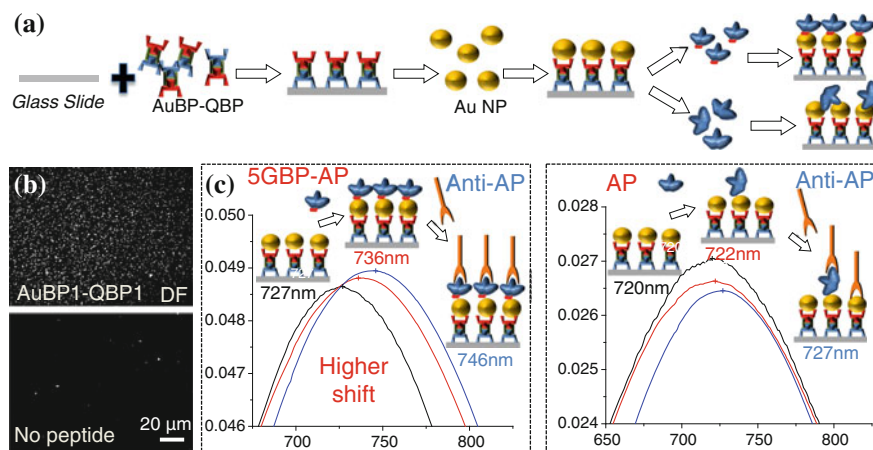 (a)
Glass Slide
AuBP-QBP
Au NP
(b)
AuBP1-QBP1
DF
No peptide
20 µm
(c)
5GBP-AP
Anti-AP
736nm
727nm
746nm
Higher
shift
0.050
0.049
0.048
0.047
0.046
700
750
800
AP
Anti-AP
722nm
720nm
727nm
0.028
0.027
0.026
0.025
0.024
650
700
750
800